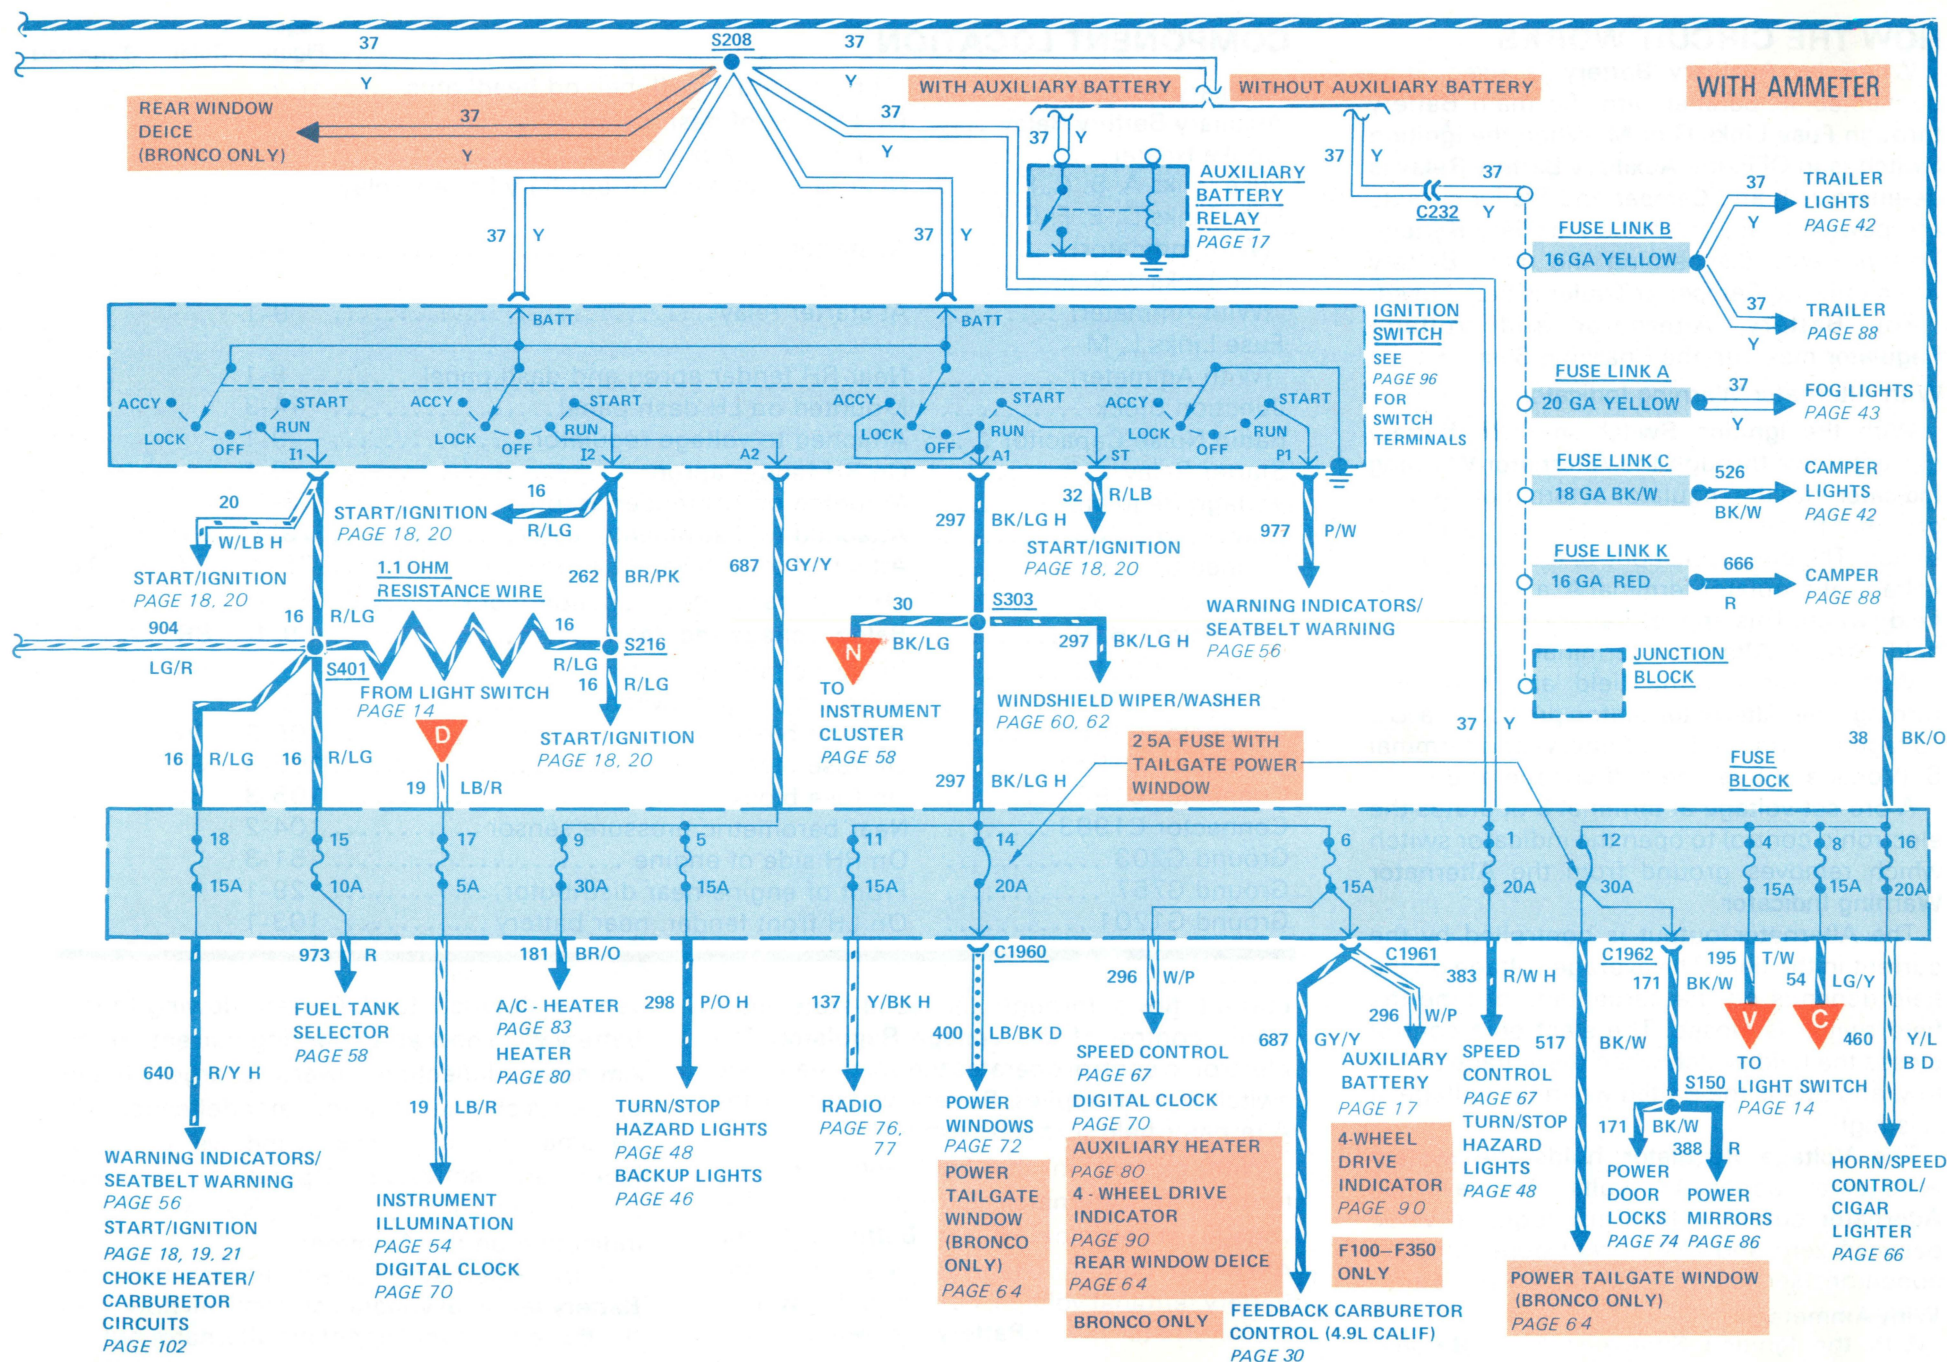 37
Y
S208
37
Y
WITH AUXILIARY BATTERY
WITHOUT AUXILIARY BATTERY
WITH AMMETER
REAR WINDOW
DEICE
(BRONCO ONLY)
37
Y
37
Y
37
Y
37
Y
37
Y
C232
AUXILIARY
BATTERY
RELAY
PAGE 17
37
Y
37
Y
FUSE LINK B
16 GA YELLOW
37
Y
TRAILER
LIGHTS
PAGE 42
37
Y
TRAILER
PAGE 88
FUSE LINK A
20 GA YELLOW
37
Y
FOG LIGHTS
PAGE 43
FUSE LINK C
18 GA BK/W
526
BK/W
CAMPER
LIGHTS
PAGE 42
FUSE LINK K
16 GA RED
666
R
CAMPER
PAGE 88
JUNCTION
BLOCK
BATT
BATT
IGNITION
SWITCH
SEE
PAGE 96
FOR
SWITCH
TERMINALS
ACCY
LOCK
OFF
RUN
START
I1
ACCY
LOCK
OFF
RUN
START
I2
A2
ACCY
LOCK
OFF
RUN
START
A1
ST
ACCY
LOCK
OFF
RUN
START
P1
20
W/LB H
START/IGNITION
PAGE 18, 20
16
R/LG
START/IGNITION
PAGE 18, 20
1.1 OHM
RESISTANCE WIRE
262
BR/PK
687
GY/Y
297
BK/LG H
32
R/LB
START/IGNITION
PAGE 18, 20
977
P/W
WARNING INDICATORS/
SEATBELT WARNING
PAGE 56
904
LG/R
16
R/LG
S401
16
R/LG
S216
16
R/LG
START/IGNITION
PAGE 18, 20
FROM LIGHT SWITCH
PAGE 14
D
30
BK/LG
N
TO
INSTRUMENT
CLUSTER
PAGE 58
S303
297
BK/LG H
WINDSHIELD WIPER/WASHER
PAGE 60, 62
16
R/LG
16
R/LG
19
LB/R
297
BK/LG H
2 5A FUSE WITH
TAILGATE POWER
WINDOW
37
Y
38
BK/O
FUSE
BLOCK
18
15A
15
10A
17
5A
9
30A
5
15A
11
15A
14
20A
6
15A
1
20A
12
30A
4
15A
8
15A
16
20A
640
R/Y H
WARNING INDICATORS/
SEATBELT WARNING
PAGE 56
START/IGNITION
PAGE 18, 19, 21
CHOKE HEATER/
CARBURETOR
CIRCUITS
PAGE 102
973
R
FUEL TANK
SELECTOR
PAGE 58
19
LB/R
INSTRUMENT
ILLUMINATION
PAGE 54
DIGITAL CLOCK
PAGE 70
181
BR/O
A/C - HEATER
PAGE 83
HEATER
PAGE 80
298
P/O H
TURN/STOP
HAZARD LIGHTS
PAGE 48
BACKUP LIGHTS
PAGE 46
137
Y/BK H
RADIO
PAGE 76,
77
C1960
400
LB/BK D
POWER
WINDOWS
PAGE 72
POWER
TAILGATE
WINDOW
(BRONCO
ONLY)
PAGE 64
296
W/P
SPEED CONTROL
PAGE 67
DIGITAL CLOCK
PAGE 70
AUXILIARY HEATER
PAGE 80
4 - WHEEL DRIVE
INDICATOR
PAGE 90
REAR WINDOW DEICE
PAGE 64
BRONCO ONLY
C1961
687
GY/Y
FEEDBACK CARBURETOR
CONTROL (4.9L CALIF)
PAGE 30
296
W/P
AUXILIARY
BATTERY
PAGE 17
4-WHEEL
DRIVE
INDICATOR
PAGE 90
F100–F350
ONLY
383
R/W H
SPEED
CONTROL
PAGE 67
TURN/STOP
HAZARD
LIGHTS
PAGE 48
517
BK/W
POWER TAILGATE WINDOW
(BRONCO ONLY)
PAGE 64
C1962
171
BK/W
S150
171
BK/W
POWER
DOOR
LOCKS
PAGE 74
388
R
POWER
MIRRORS
PAGE 86
195
T/W
V
54
LG/Y
C
TO
LIGHT SWITCH
PAGE 14
460
Y/L
B D
HORN/SPEED
CONTROL/
CIGAR
LIGHTER
PAGE 66